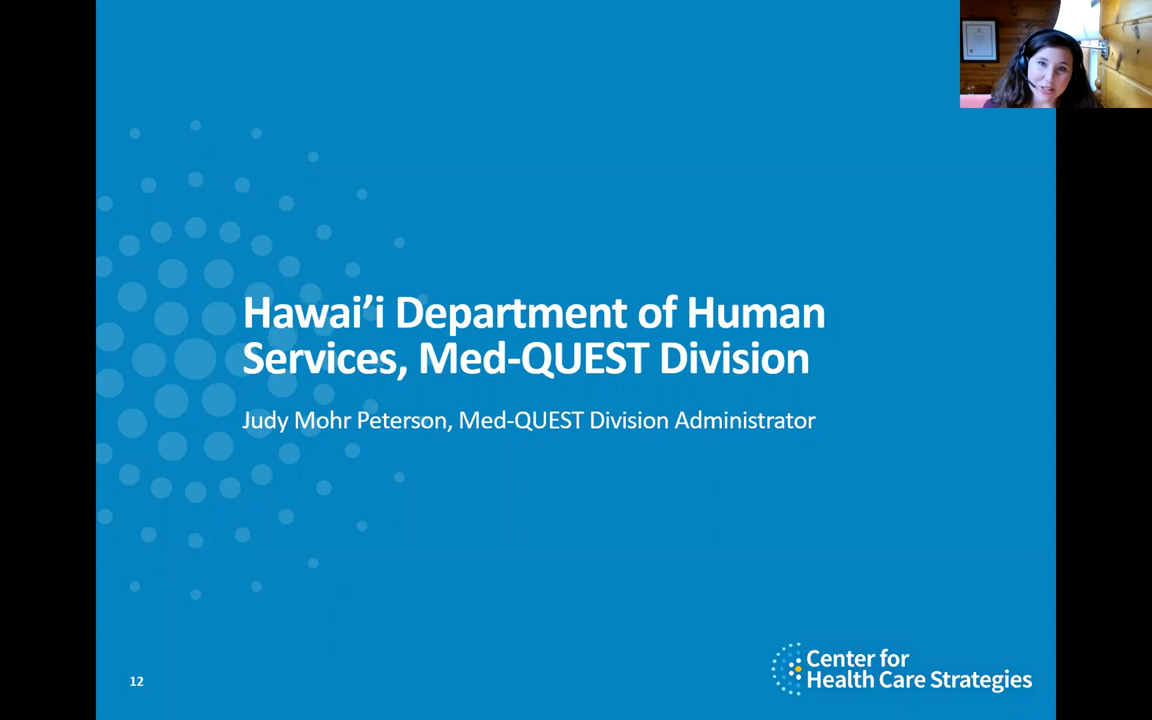 Hawai’i Department of Human
Services, Med-QUEST Division
Judy Mohr Peterson, Med-QUEST Division Administrator
12
Center for
Health Care Strategies